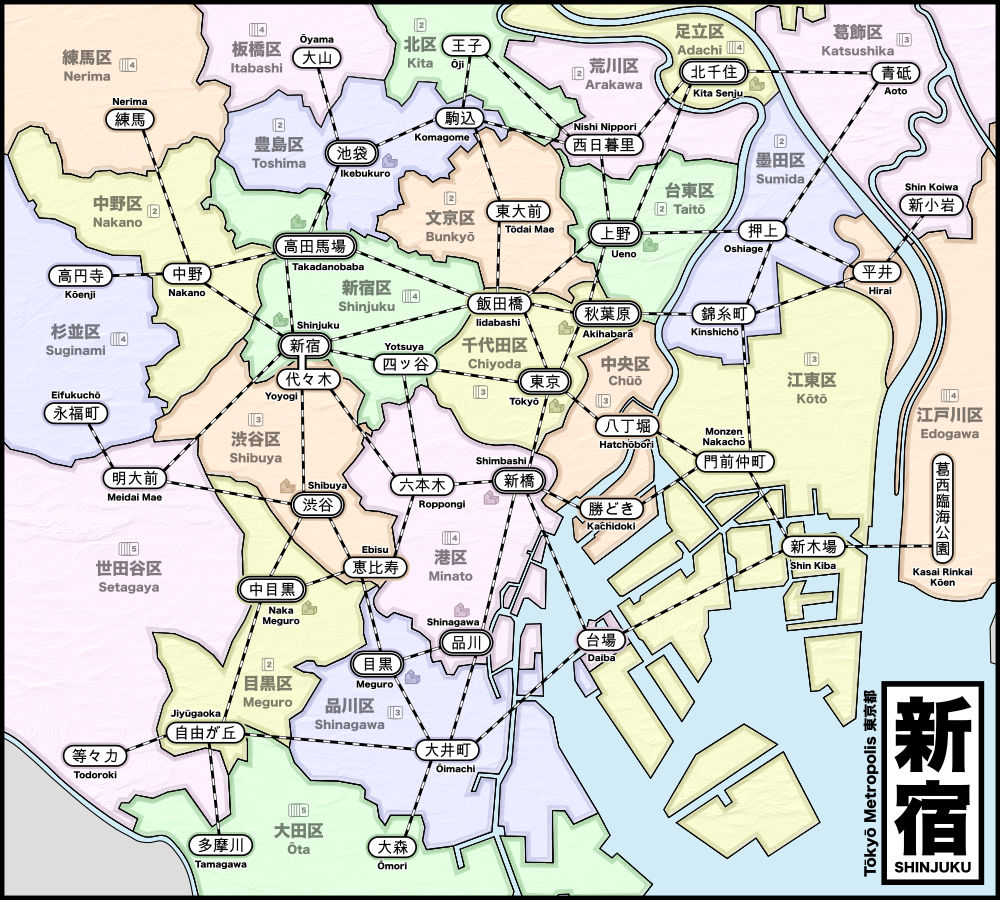 練馬区
4
Nerima
板橋区
4
Itabashi
Ōyama
大山
北区
2
Kita
王子
Ōji
足立区
Adachi
4
北千住
Kita Senju
葛飾区
3
Katsushika
青砥
Aoto
荒川区
2
Arakawa
Nerima
練馬
豊島区
2
Toshima
池袋
Ikebukuro
駒込
Komagome
Nishi Nippori
西日暮里
墨田区
2
Sumida
中野区
2
Nakano
文京区
2
Bunkyō
東大前
Tōdai Mae
台東区
2
Taitō
上野
Ueno
押上
Oshiage
Shin Koiwa
新小岩
平井
Hirai
高田馬場
Takadanobaba
高円寺
Kōenji
中野
Nakano
新宿区
4
Shinjuku
飯田橋
Iidabashi
秋葉原
Akihabara
錦糸町
Kinshichō
杉並区
4
Suginami
Shinjuku
新宿
代々木
Yoyogi
Yotsuya
四ッ谷
千代田区
Chiyoda
3
東京
Tōkyō
中央区
Chūō
3
江東区
3
Kōtō
江戸川区
4
Edogawa
Eifukuchō
永福町
渋谷区
3
Shibuya
八丁堀
Hatchōbori
Monzen
Nakachō
門前仲町
明大前
Meidai Mae
Shibuya
渋谷
六本木
Roppongi
Shimbashi
新橋
勝どき
Kachidoki
葛西臨海公園
Kasai Rinkai
Kōen
新木場
Shin Kiba
世田谷区
5
Setagaya
Ebisu
恵比寿
港区
4
Minato
中目黒
Naka
Meguro
Shinagawa
品川
台場
Daiba
目黒
Meguro
目黒区
2
Meguro
品川区
3
Shinagawa
Jiyūgaoka
自由が丘
等々力
Todoroki
大井町
Ōimachi
大田区
5
Ōta
多摩川
Tamagawa
大森
Ōmori
Tōkyō Metropolis 東京都
新宿
SHINJUKU